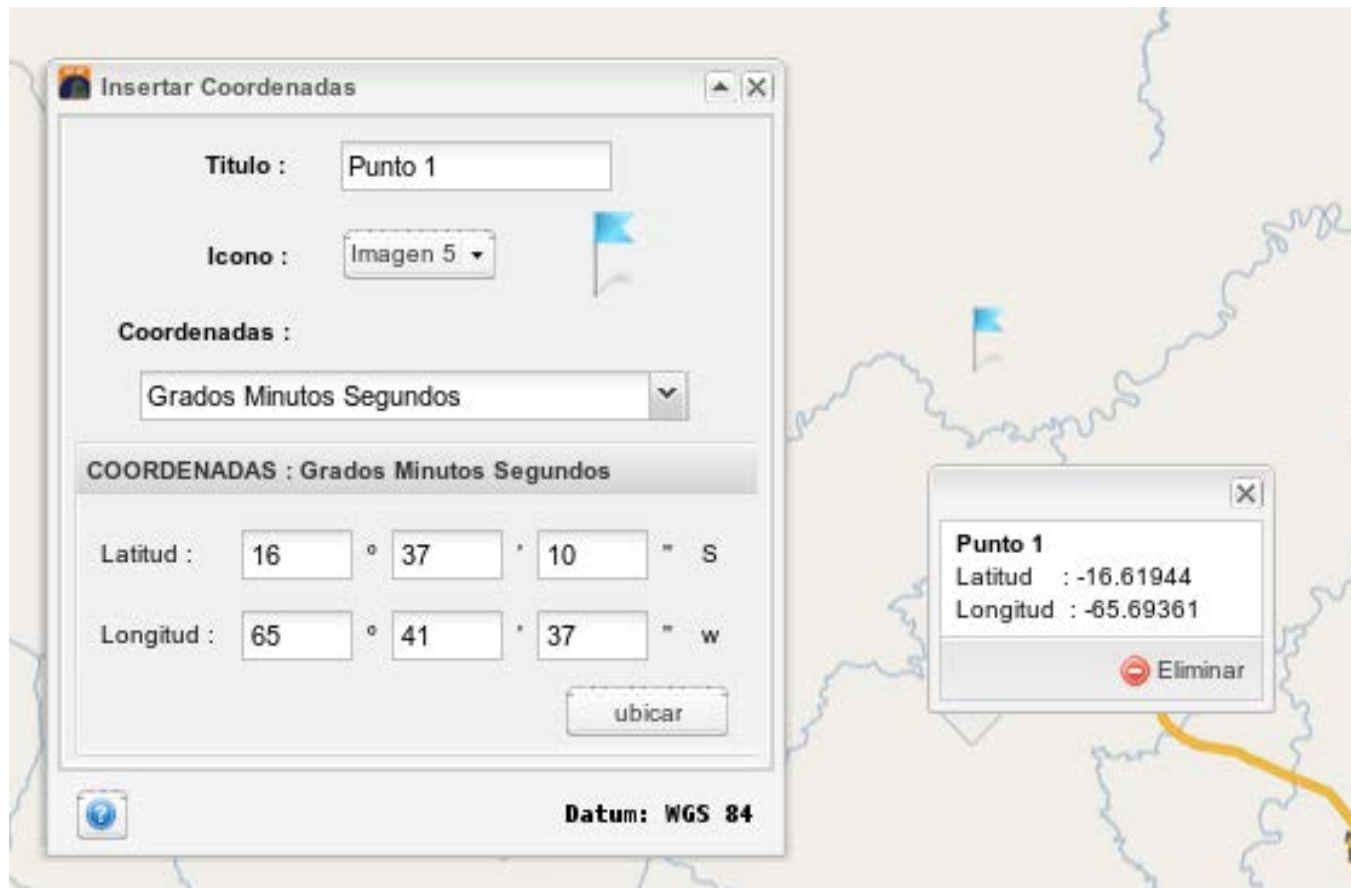 Insertar Coordenadas
Titulo : Punto 1
Icono : Imagen 5
Coordenadas :
Grados Minutos Segundos
COORDENADAS : Grados Minutos Segundos
Latitud : 16 º 37 ' 10 " S
Longitud : 65 º 41 ' 37 " w
ubicar
Datum: WGS 84
Punto 1
Latitud : -16.61944
Longitud : -65.69361
Eliminar